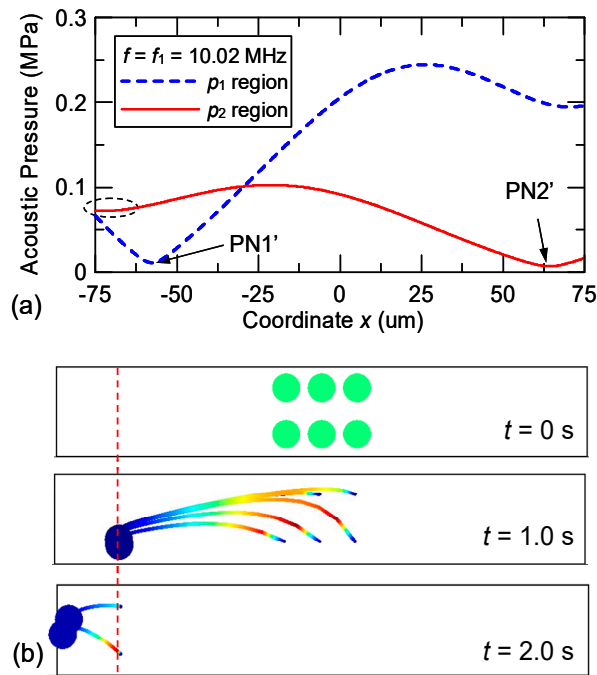 0.3
0.2
0.1
0
Acoustic Pressure (MPa)
f = f₁ = 10.02 MHz
p₁ region
p₂ region
PN1'
PN2'
-75 -50 -25 0 25 50 75
Coordinate x (um)
(a)
t = 0 s
t = 1.0 s
t = 2.0 s
(b)